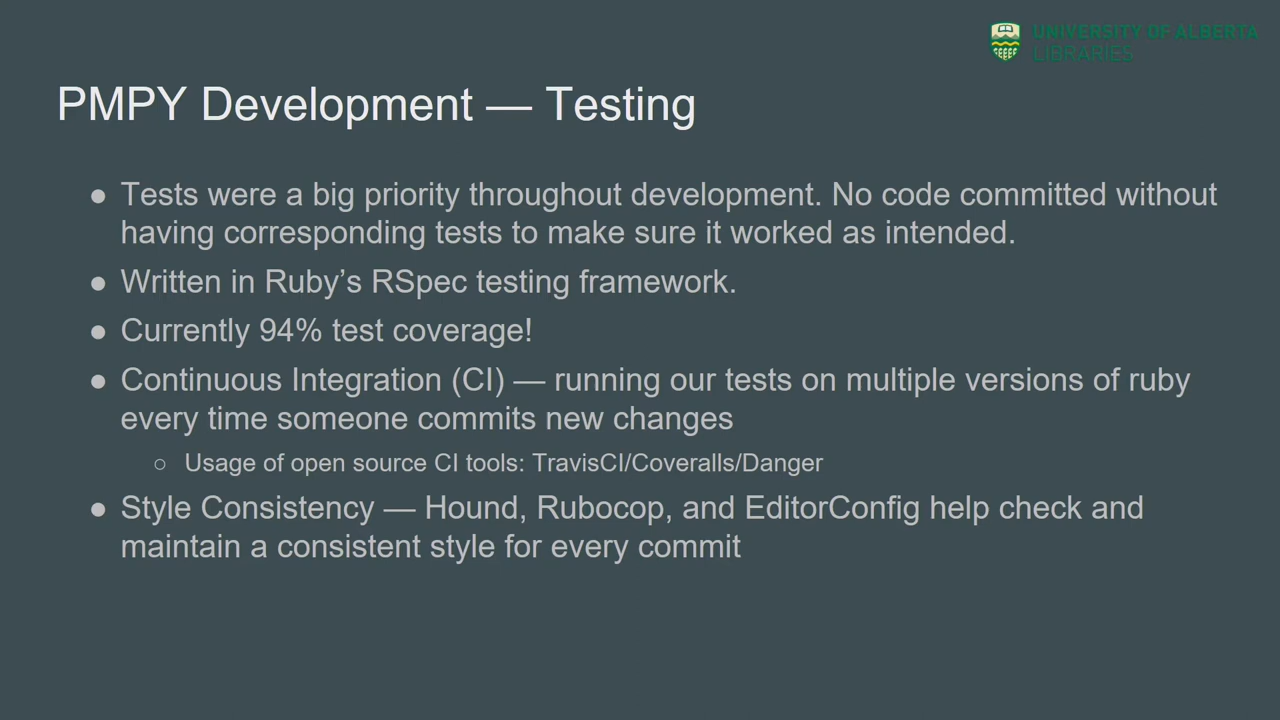 UNIVERSITY OF ALBERTA
LIBRARIES
PMPY Development — Testing
● Tests were a big priority throughout development. No code committed without
having corresponding tests to make sure it worked as intended.
● Written in Ruby’s RSpec testing framework.
● Currently 94% test coverage!
● Continuous Integration (CI) — running our tests on multiple versions of ruby
every time someone commits new changes
○ Usage of open source CI tools: TravisCI/Coveralls/Danger
● Style Consistency — Hound, Rubocop, and EditorConfig help check and
maintain a consistent style for every commit